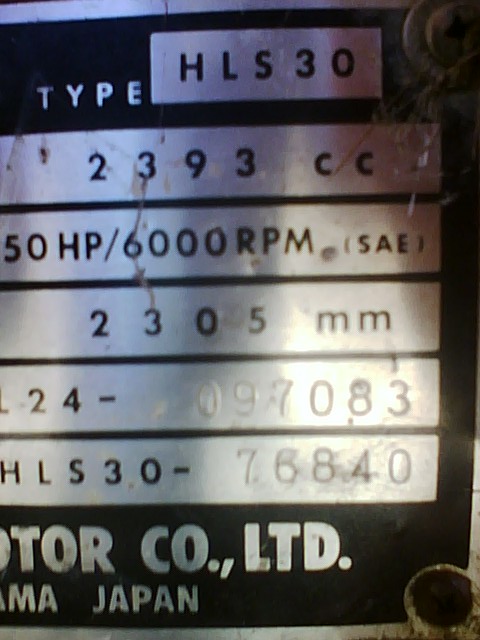 TYPE HLS30
2393 cc
50HP/6000RPM. (SAE)
2305 mm
L24- 097083
HLS30- 76840
OTOR CO., LTD.
AMA JAPAN